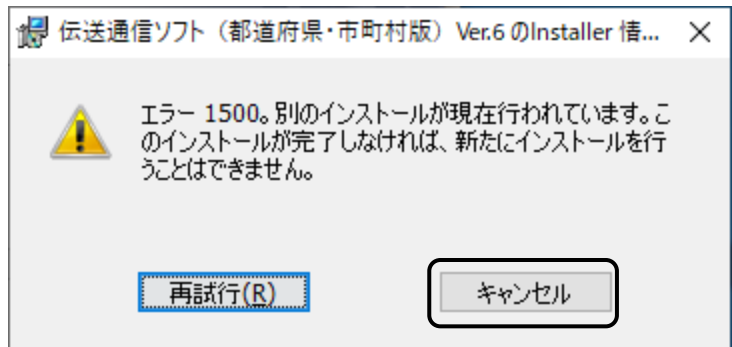 伝送通信ソフト（都道府県・市町村版）Ver.6 のInstaller 情...
エラー 1500。別のインストールが現在行われています。こ
のインストールが完了しなければ、新たにインストールを行
うことはできません。
再試行(R)
キャンセル